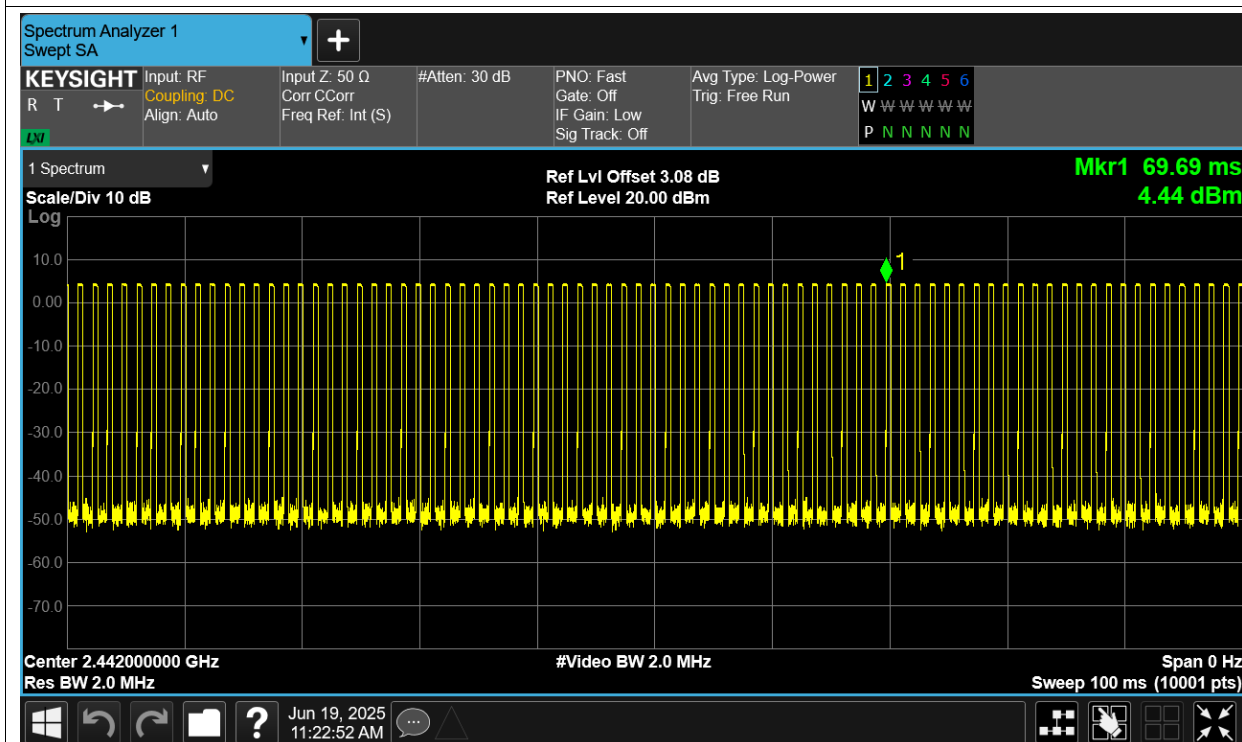 Spectrum Analyzer 1
Swept SA
+
KEYSIGHT
R T
LXI
Input: RF
Coupling: DC
Align: Auto
Input Z: 50 Ω
Corr CCorr
Freq Ref: Int (S)
#Atten: 30 dB
PNO: Fast
Gate: Off
IF Gain: Low
Sig Track: Off
Avg Type: Log-Power
Trig: Free Run
1 2 3 4 5 6
W W W W W W
P N N N N N
1 Spectrum
Scale/Div 10 dB
Ref Lvl Offset 3.08 dB
Ref Level 20.00 dBm
Mkr1 69.69 ms
4.44 dBm
Log
10.0
1
0.00
-10.0
-20.0
-30.0
-40.0
-50.0
-60.0
-70.0
Center 2.442000000 GHz
#Video BW 2.0 MHz
Span 0 Hz
Res BW 2.0 MHz
Sweep 100 ms (10001 pts)
?
Jun 19, 2025
11:22:52 AM